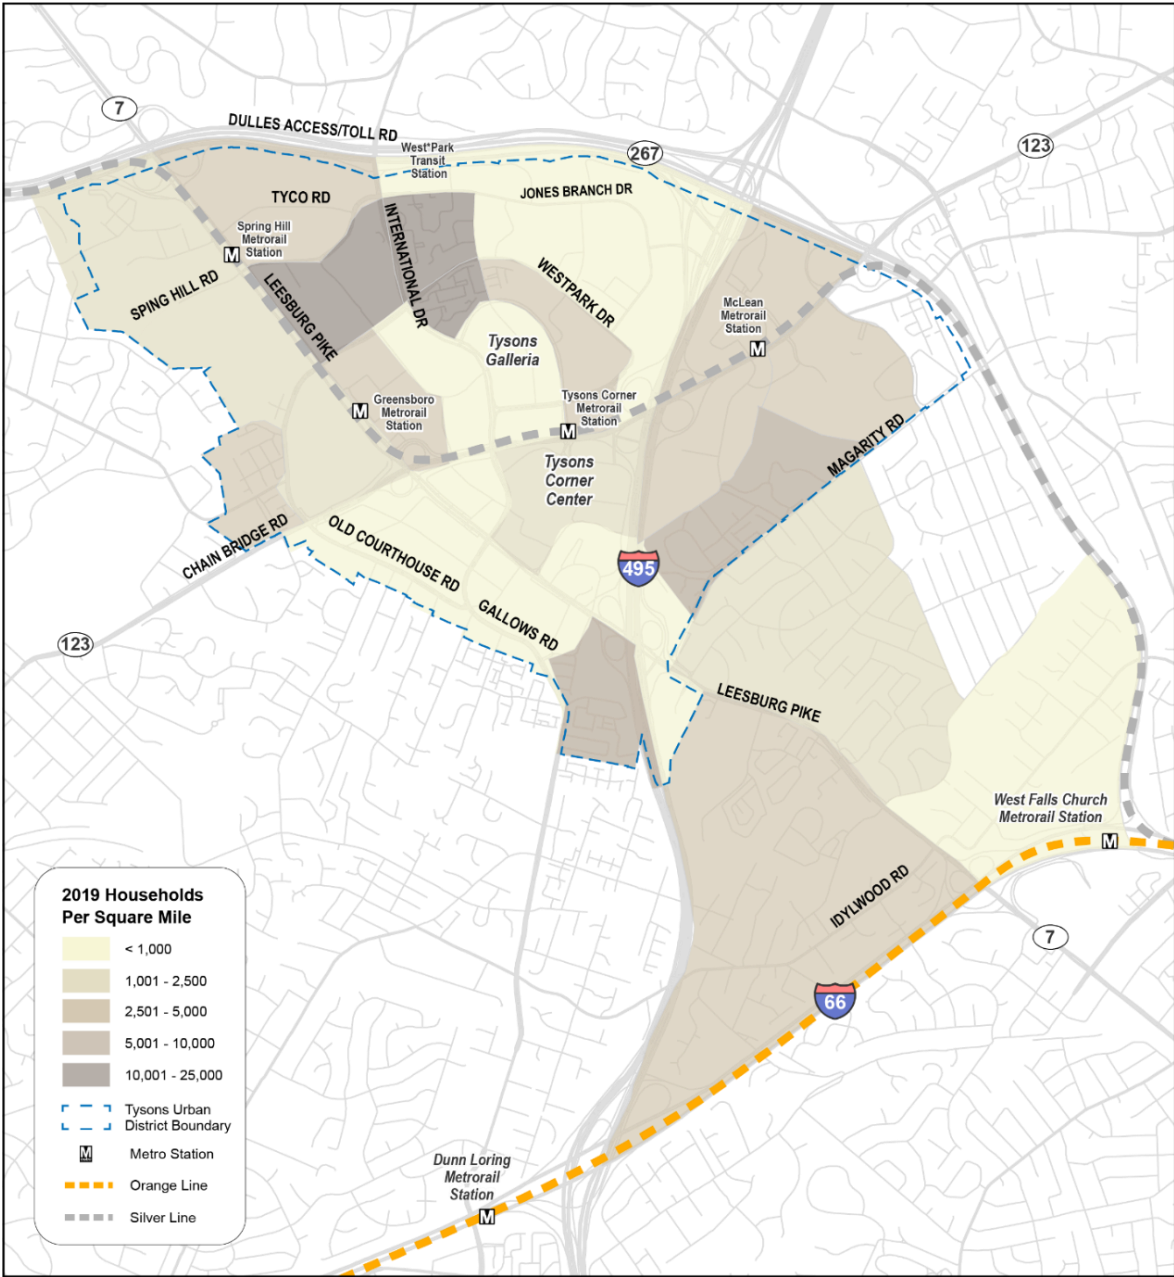 7
DULLES ACCESS/TOLL RD
267
123
West*Park
Transit
Station
TYCO RD
JONES BRANCH DR
INTERNATIONAL DR
Spring Hill
Metrorail
Station
M
SPING HILL RD
LEESBURG PIKE
WESTPARK DR
McLean
Metrorail
Station
M
Tysons
Galleria
Greensboro
Metrorail
Station
M
Tysons Corner
Metrorail
Station
M
MAGARITY RD
Tysons
Corner
Center
CHAIN BRIDGE RD
OLD COURTHOUSE RD
495
GALLOWS RD
123
LEESBURG PIKE
West Falls Church
Metrorail Station
M
IDYLWOOD RD
7
66
2019 Households
Per Square Mile
< 1,000
1,001 - 2,500
2,501 - 5,000
5,001 - 10,000
10,001 - 25,000
Tysons Urban
District Boundary
M Metro Station
Orange Line
Silver Line
Dunn Loring
Metrorail
Station
M